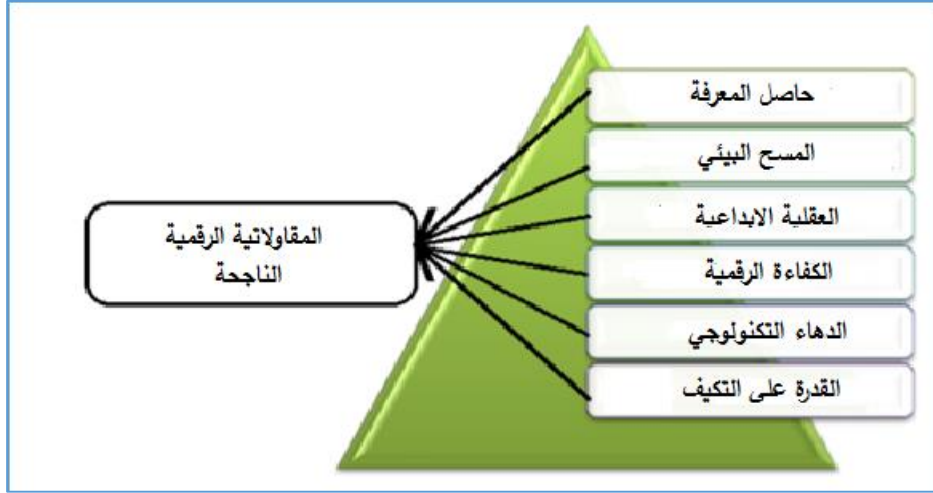 حاصل المعرفة
المسح البيئي
العقلية الابداعية
الكفاءة الرقمية
الدهاء التكنولوجي
القدرة على التكيف
المقاولاتية الرقمية
الناجحة